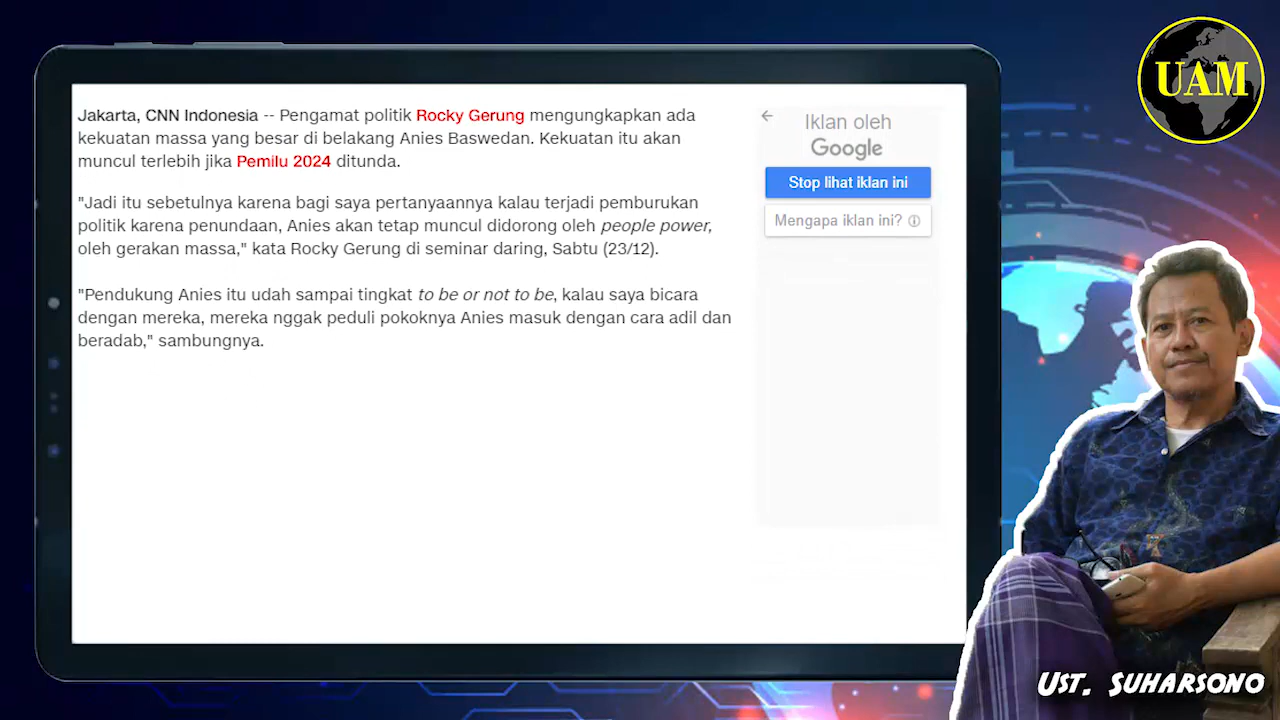 UAM
Jakarta, CNN Indonesia -- Pengamat politik Rocky Gerung mengungkapkan ada
kekuatan massa yang besar di belakang Anies Baswedan. Kekuatan itu akan
muncul terlebih jika Pemilu 2024 ditunda.
"Jadi itu sebetulnya karena bagi saya pertanyaannya kalau terjadi pemburukan
politik karena penundaan, Anies akan tetap muncul didorong oleh people power,
oleh gerakan massa," kata Rocky Gerung di seminar daring, Sabtu (23/12).
"Pendukung Anies itu udah sampai tingkat to be or not to be, kalau saya bicara
dengan mereka, mereka nggak peduli pokoknya Anies masuk dengan cara adil dan
beradab," sambungnya.
Iklan oleh
Google
Stop lihat iklan ini
Mengapa iklan ini?
Ust. Suharsono